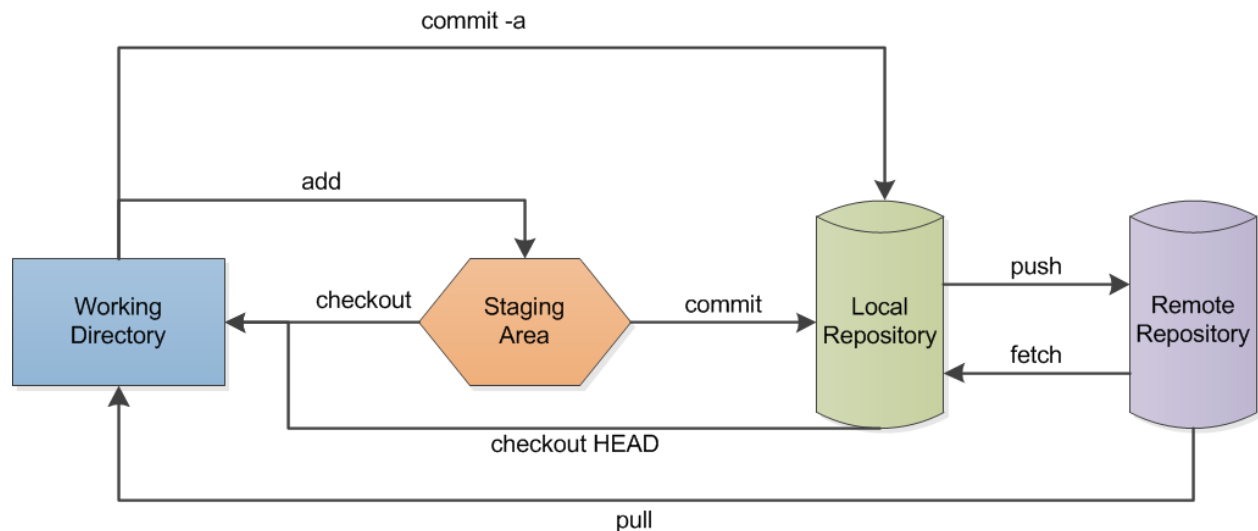 commit -a
add
Working
Directory
checkout
Staging
Area
commit
Local
Repository
push
fetch
Remote
Repository
checkout HEAD
pull